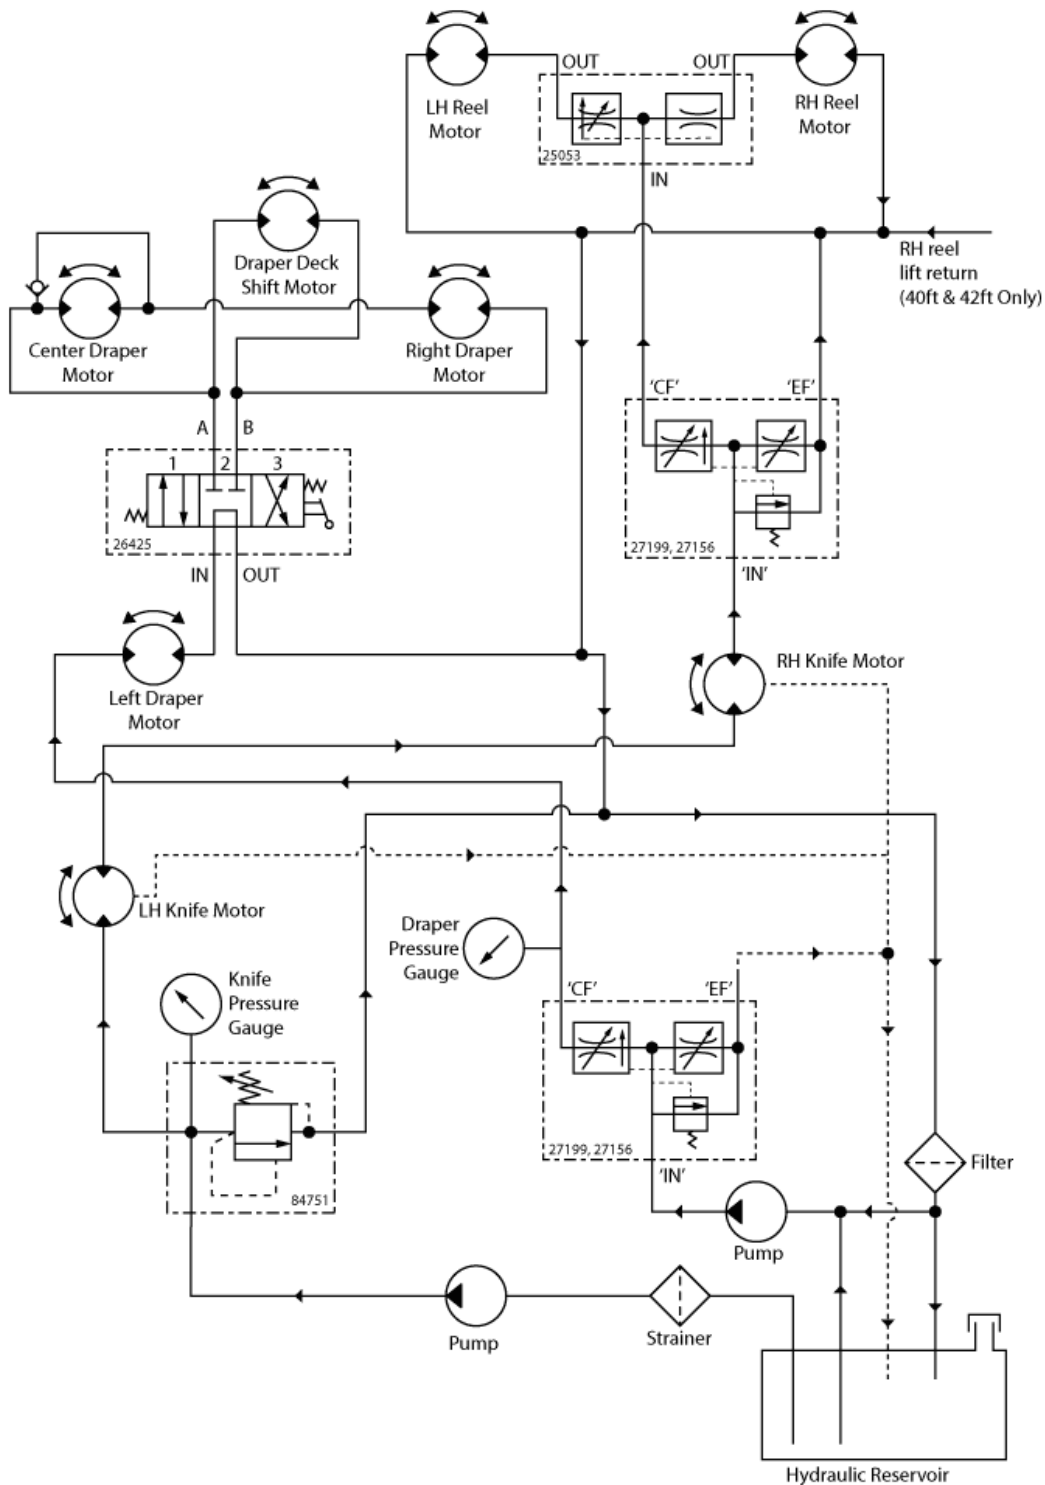 LH Reel
Motor
OUT
OUT
RH Reel
Motor
25053
IN
RH reel
lift return
(40ft & 42ft Only)
Draper Deck
Shift Motor
Center Draper
Motor
Right Draper
Motor
A
B
1
2
3
26425
IN
OUT
'CF'
'EF'
27199, 27156
'IN'
Left Draper
Motor
RH Knife Motor
LH Knife Motor
Draper
Pressure
Gauge
Knife
Pressure
Gauge
'CF'
'EF'
27199, 27156
'IN'
84751
Filter
Pump
Pump
Strainer
Hydraulic Reservoir